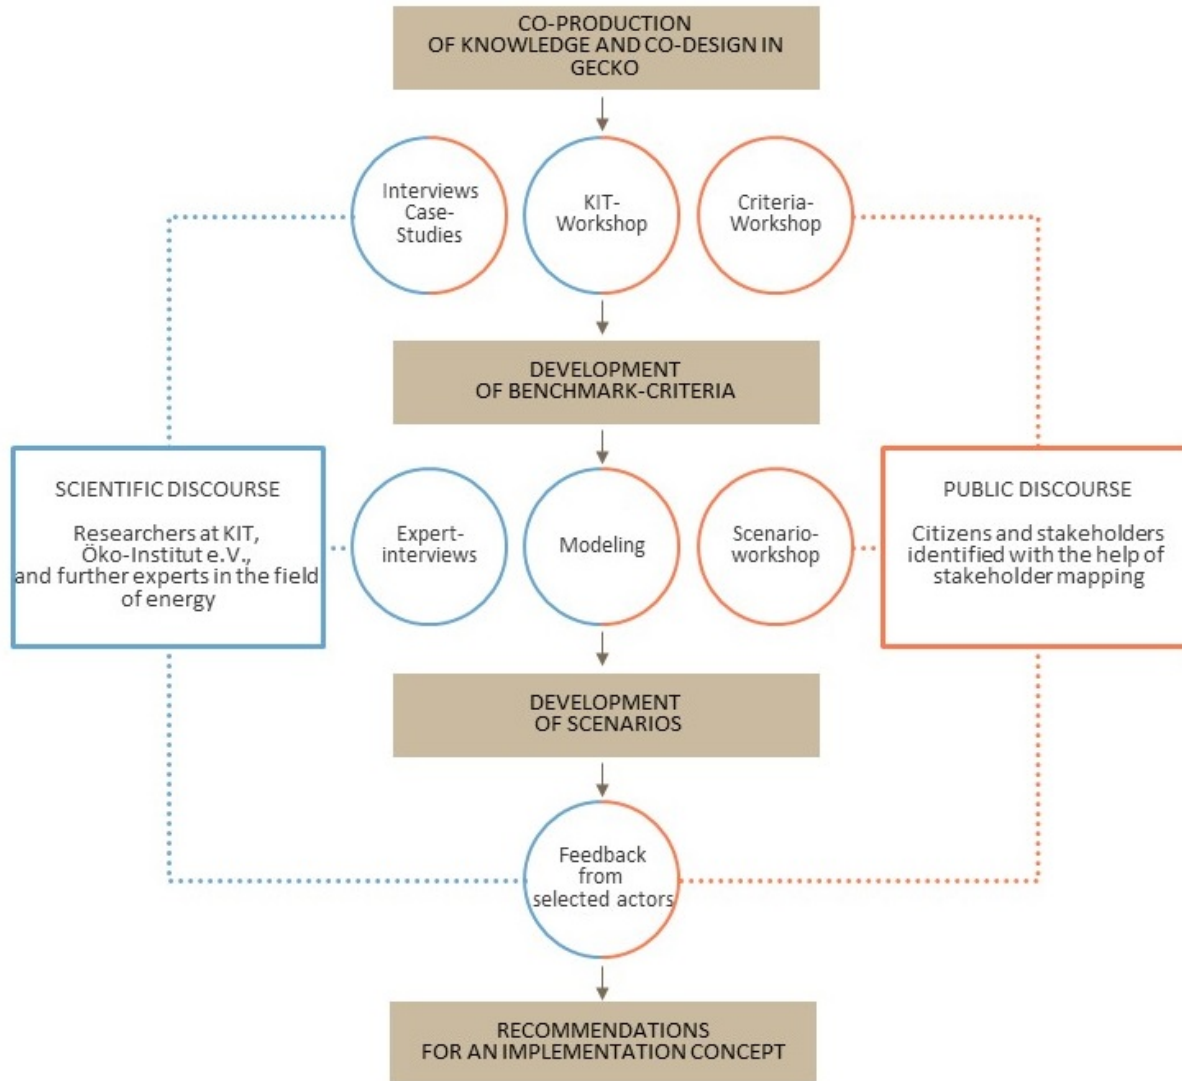 CO-PRODUCTION
OF KNOWLEDGE AND CO-DESIGN IN
GECKO
Interviews
Case-
Studies
KIT-
Workshop
Criteria-
Workshop
DEVELOPMENT
OF BENCHMARK-CRITERIA
SCIENTIFIC DISCOURSE
Researchers at KIT,
Öko-Institut e.V.,
and further experts in the field
of energy
Expert-
interviews
Modeling
Scenario-
workshop
PUBLIC DISCOURSE
Citizens and stakeholders
identified with the help of
stakeholder mapping
DEVELOPMENT
OF SCENARIOS
Feedback
from
selected actors
RECOMMENDATIONS
FOR AN IMPLEMENTATION CONCEPT